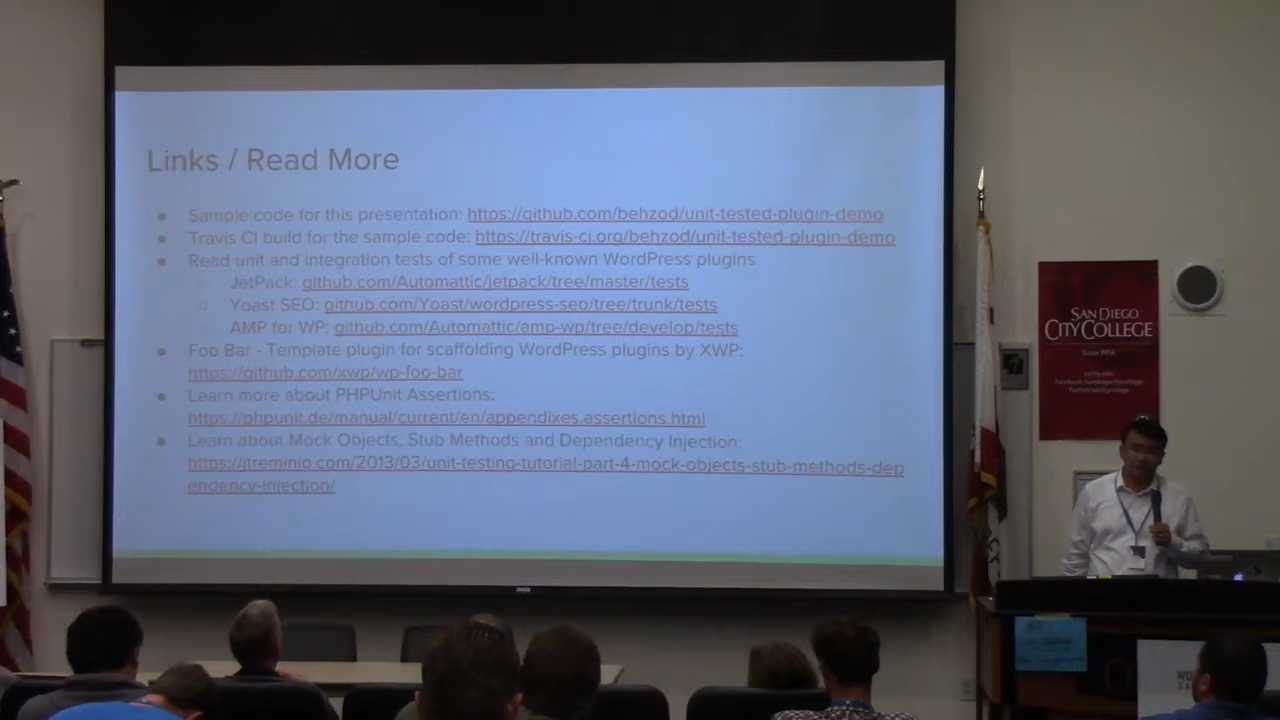 Links / Read More
Sample code for this presentation: https://github.com/behzod/unit-tested-plugin-demo
Travis CI build for the sample code: https://travis-ci.org/behzod/unit-tested-plugin-demo
Read unit and integration tests of some well-known WordPress plugins
JetPack: github.com/Automattic/jetpack/tree/master/tests
Yoast SEO: github.com/Yoast/wordpress-seo/tree/trunk/tests
AMP for WP: github.com/Automattic/amp-wp/tree/develop/tests
Foo Bar - Template plugin for scaffolding WordPress plugins by XWP:
https://github.com/xwp/wp-foo-bar
Learn more about PHPUnit Assertions:
https://phpunit.de/manual/current/en/appendixes.assertions.html
Learn about Mock Objects, Stub Methods and Dependency Injection:
https://jtreminio.com/2013/03/unit-testing-tutorial-part-4-mock-objects-stub-methods-dep
endency-injection/
SAN DIEGO
CITY COLLEGE